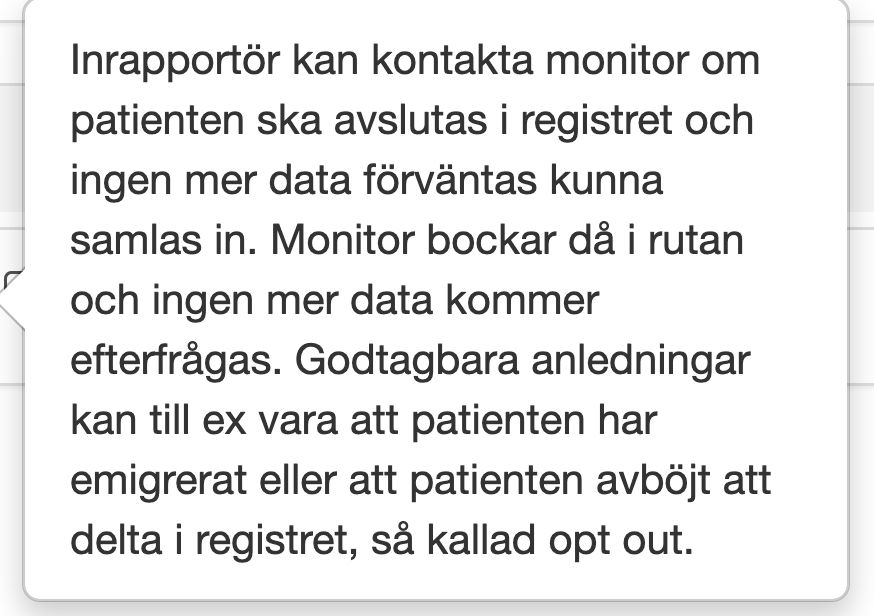 Inrapportör kan kontakta monitor om
patienten ska avslutas i registret och
ingen mer data förväntas kunna
samlas in. Monitor bockar då i rutan
och ingen mer data kommer
efterfrågas. Godtagbara anledningar
kan till ex vara att patienten har
emigrerat eller att patienten avböjt att
delta i registret, så kallad opt out.